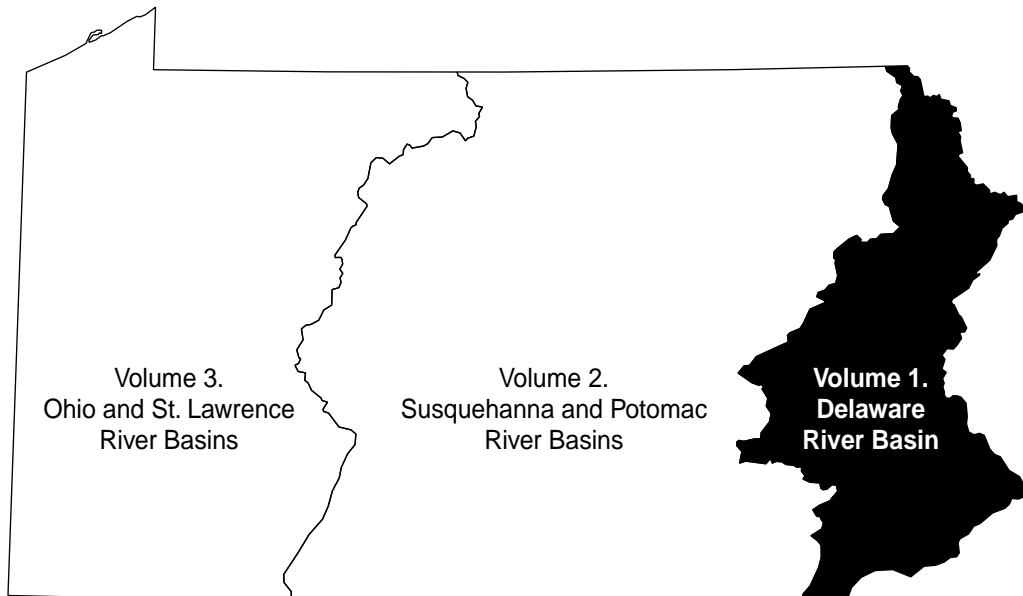 Volume 3.
Ohio and St. Lawrence
River Basins
Volume 2.
Susquehanna and Potomac
River Basins
Volume 1.
Delaware
River Basin